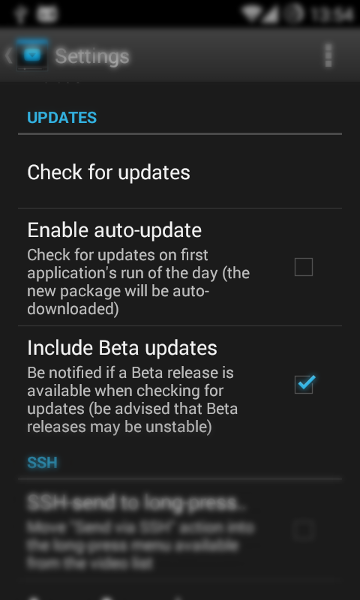 13:54
Settings
UPDATES
Check for updates
Enable auto-update
Check for updates on first
application's run of the day (the
new package will be auto-
downloaded)
Include Beta updates
Be notified if a Beta release is
available when checking for
updates (be advised that Beta
releases may be unstable)
SSH
SSH-send to long-press..
Move "Send via SSH" action into
the long-press menu available
from the video list